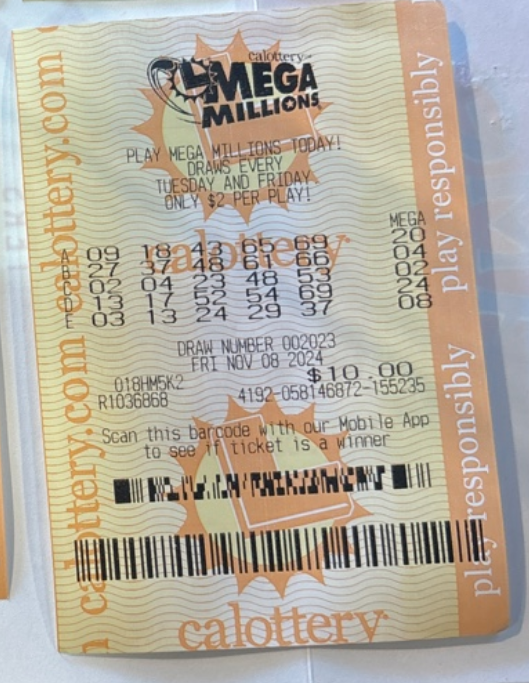 calottery
MEGA
MILLIONS
PLAY MEGA MILLIONS TODAY!
DRAWS EVERY
TUESDAY AND FRIDAY
ONLY $2 PER PLAY!
MEGA
A 09 18 43 65 69 20
B 27 37 48 61 66 04
C 02 04 23 48 53 02
D 13 17 52 54 69 24
E 03 13 24 29 37 08
calottery
DRAW NUMBER 002023
FRI NOV 08 2024
$10.00
018HM5K2
R1036868 4192-058146872-155235
Scan this barcode with our Mobile App
to see if ticket is a winner
calottery
calottery.com calottery.com
play responsibly play responsibly